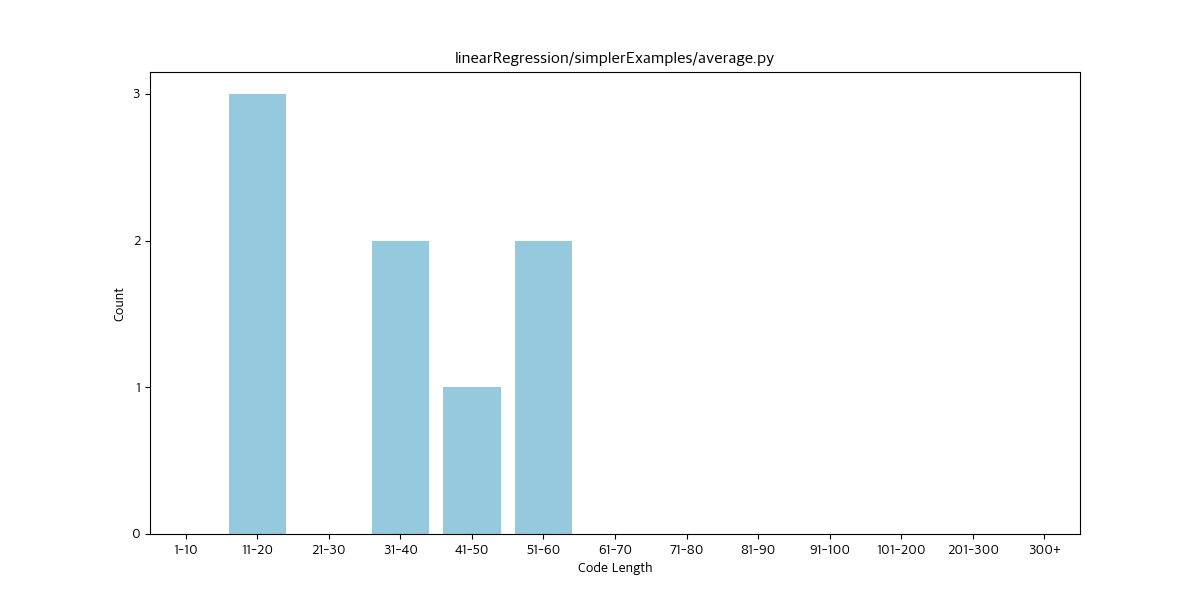 linearRegression/simplerExamples/average.py
Count
3
2
1
0
1-10 11-20 21-30 31-40 41-50 51-60 61-70 71-80 81-90 91-100 101-200 201-300 300+
Code Length